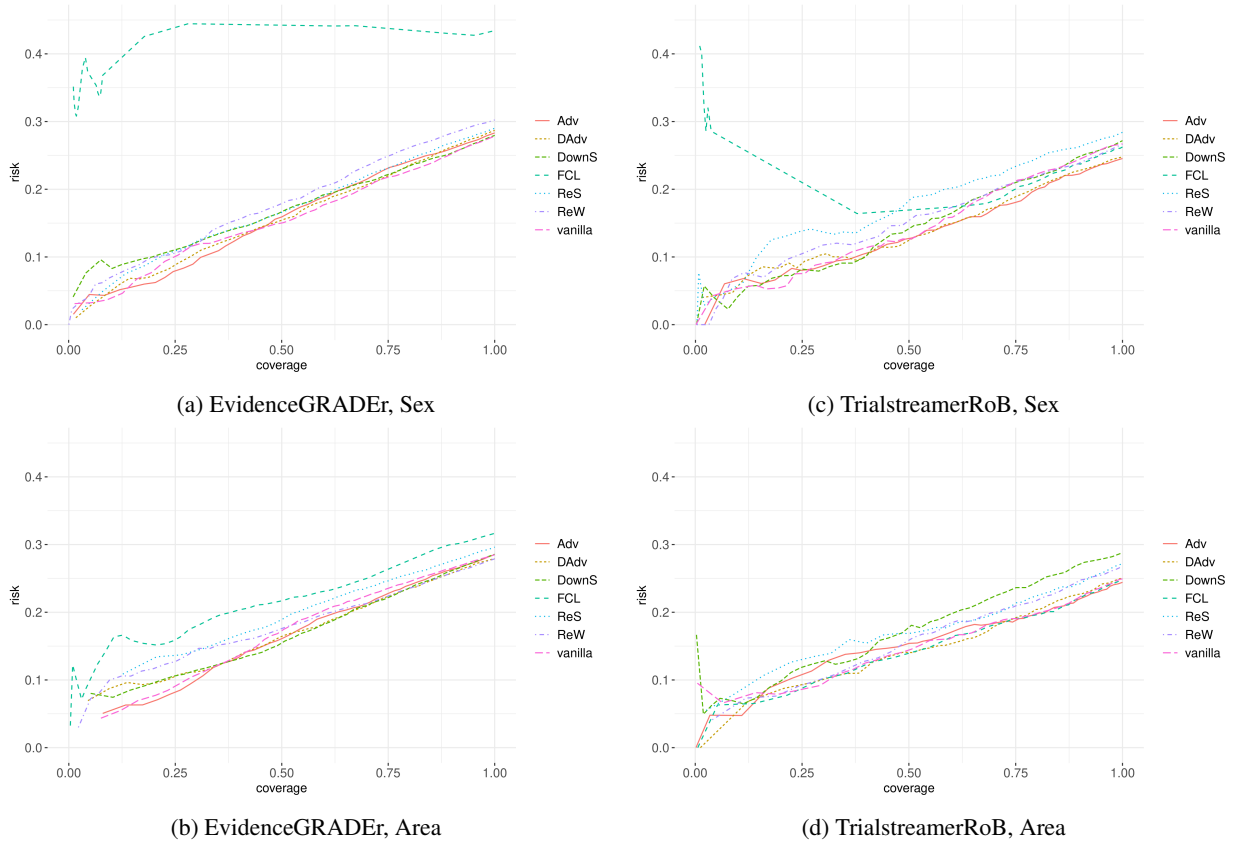 0.4
0.3
0.2
0.1
0.0
risk
0.00 0.25 0.50 0.75 1.00
coverage
Adv
DAdv
DownS
FCL
ReS
ReW
vanilla
(a) EvidenceGRADEr, Sex
0.4
0.3
0.2
0.1
0.0
risk
0.00 0.25 0.50 0.75 1.00
coverage
Adv
DAdv
DownS
FCL
ReS
ReW
vanilla
(c) TrialstreamerRoB, Sex
0.4
0.3
0.2
0.1
0.0
risk
0.00 0.25 0.50 0.75 1.00
coverage
Adv
DAdv
DownS
FCL
ReS
ReW
vanilla
(b) EvidenceGRADEr, Area
0.4
0.3
0.2
0.1
0.0
risk
0.00 0.25 0.50 0.75 1.00
coverage
Adv
DAdv
DownS
FCL
ReS
ReW
vanilla
(d) TrialstreamerRoB, Area